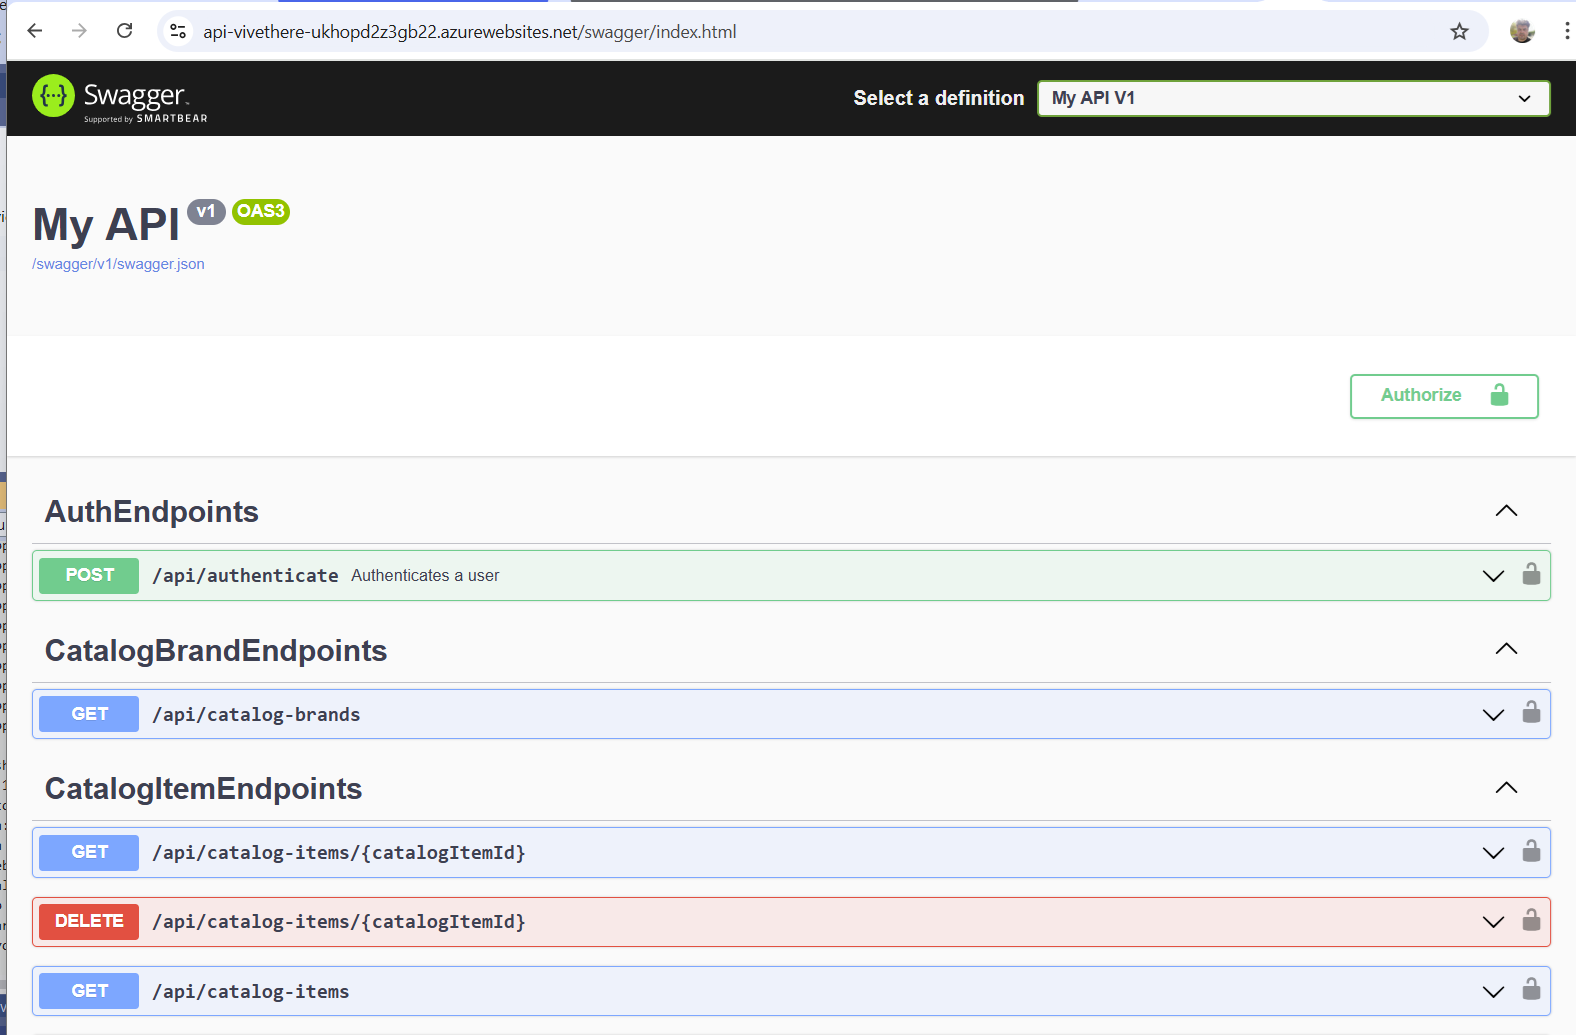 api-vivethere-ukhopd2z3gb22.azurewebsites.net/swagger/index.html
{···} Swagger™
Supported by SMARTBEAR
Select a definition
My API V1
My API v1 OAS3
/swagger/v1/swagger.json
Authorize
AuthEndpoints
POST /api/authenticate Authenticates a user
CatalogBrandEndpoints
GET /api/catalog-brands
CatalogItemEndpoints
GET /api/catalog-items/{catalogItemId}
DELETE /api/catalog-items/{catalogItemId}
GET /api/catalog-items